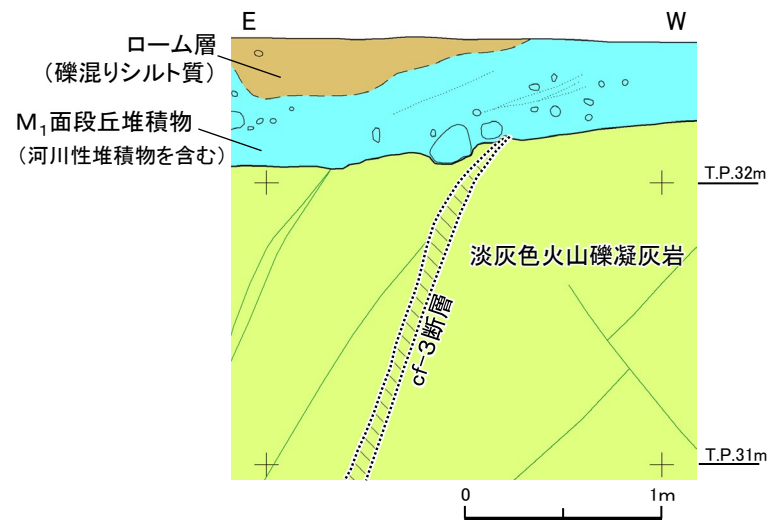 E
W
ローム層
（礫混りシルト質）
M₁面段丘堆積物
（河川性堆積物を含む）
T.P.32m
淡灰色火山礫凝灰岩
cf-3断層
T.P.31m
0
1m